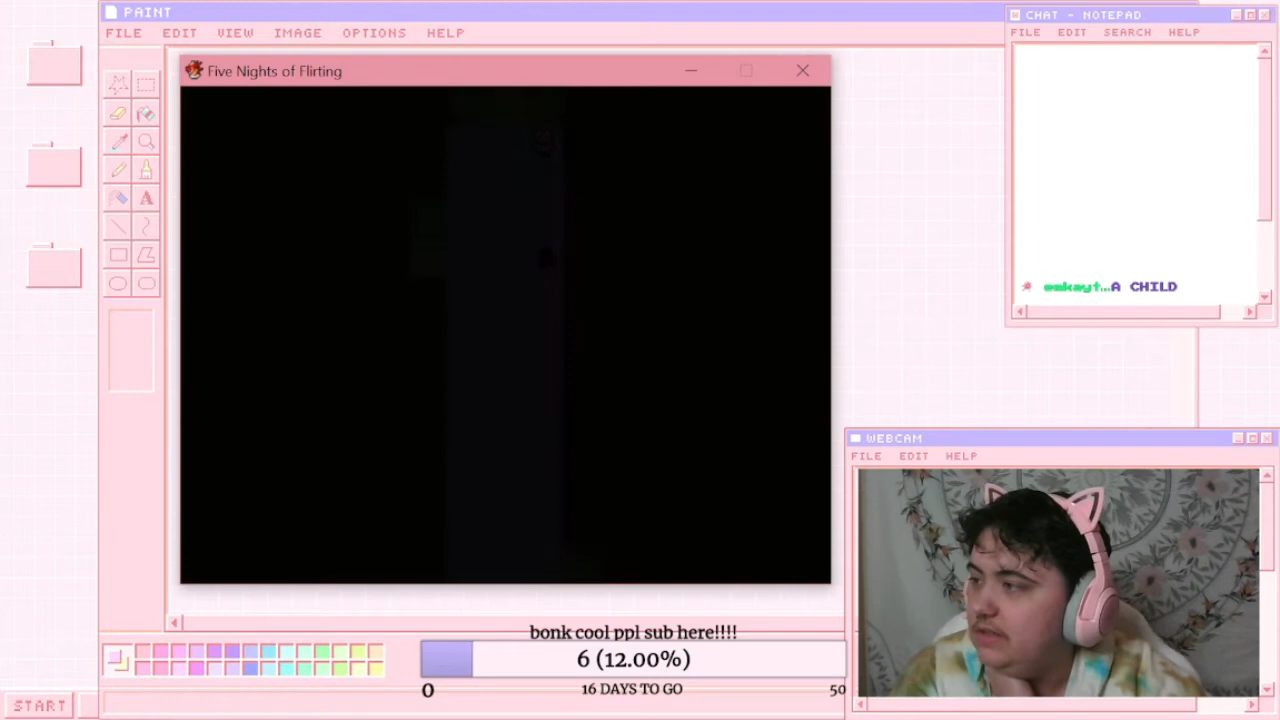 PAINT
FILE EDIT VIEW IMAGE OPTIONS HELP
Five Nights of Flirting
CHAT - NOTEPAD
FILE EDIT SEARCH HELP
A CHILD
WEBCAM
FILE EDIT HELP
A
bonk cool ppl sub here!!!!
6 (12.00%)
0 16 DAYS TO GO 50
START